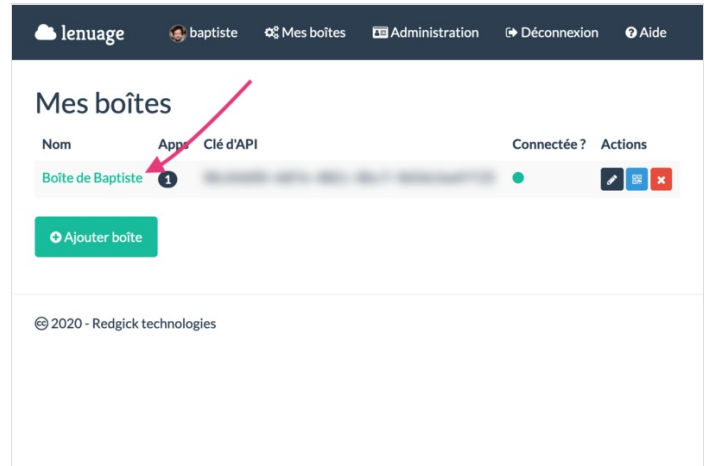 lenuage baptiste Mes boîtes Administration Déconnexion Aide
Mes boîtes
Nom Apps Clé d'API Connectée ? Actions
Boîte de Baptiste 1
Ajouter boîte
2020 - Redgick technologies